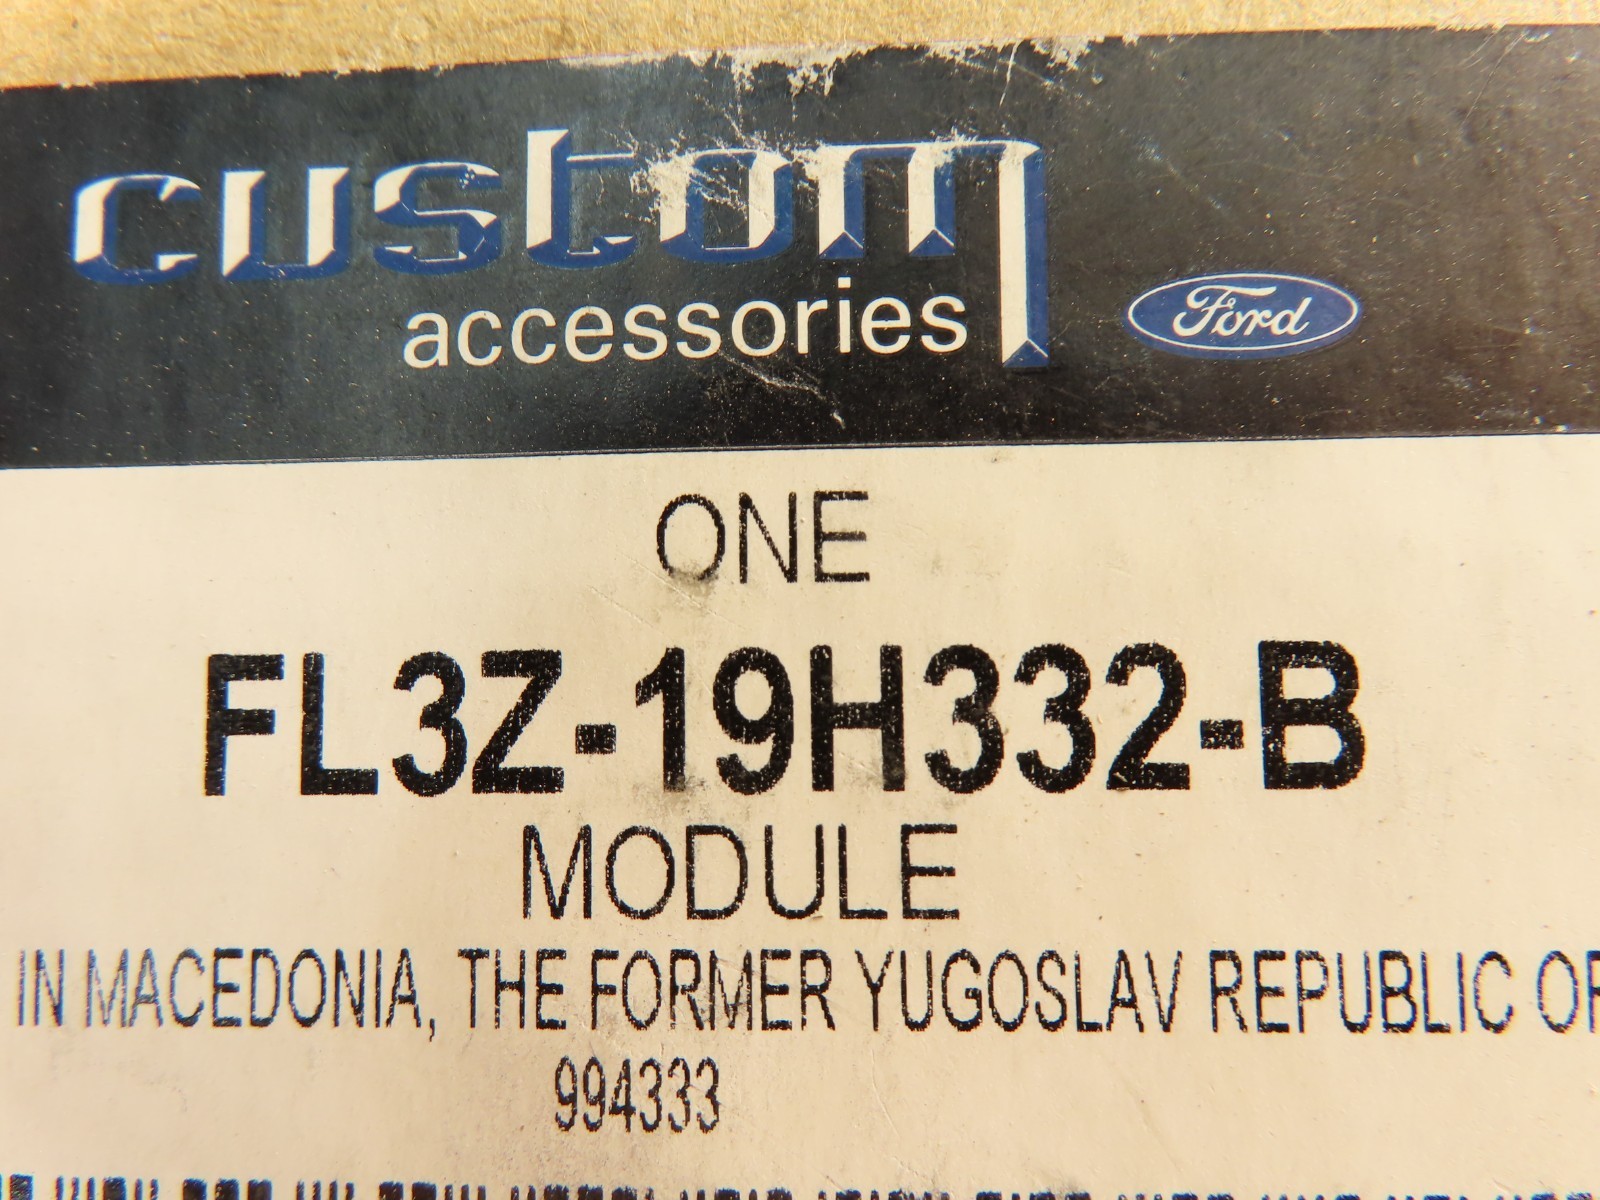 custom
accessories
Ford
ONE
FL3Z-19H332-B
MODULE
IN MACEDONIA, THE FORMER YUGOSLAV REPUBLIC OF
994333